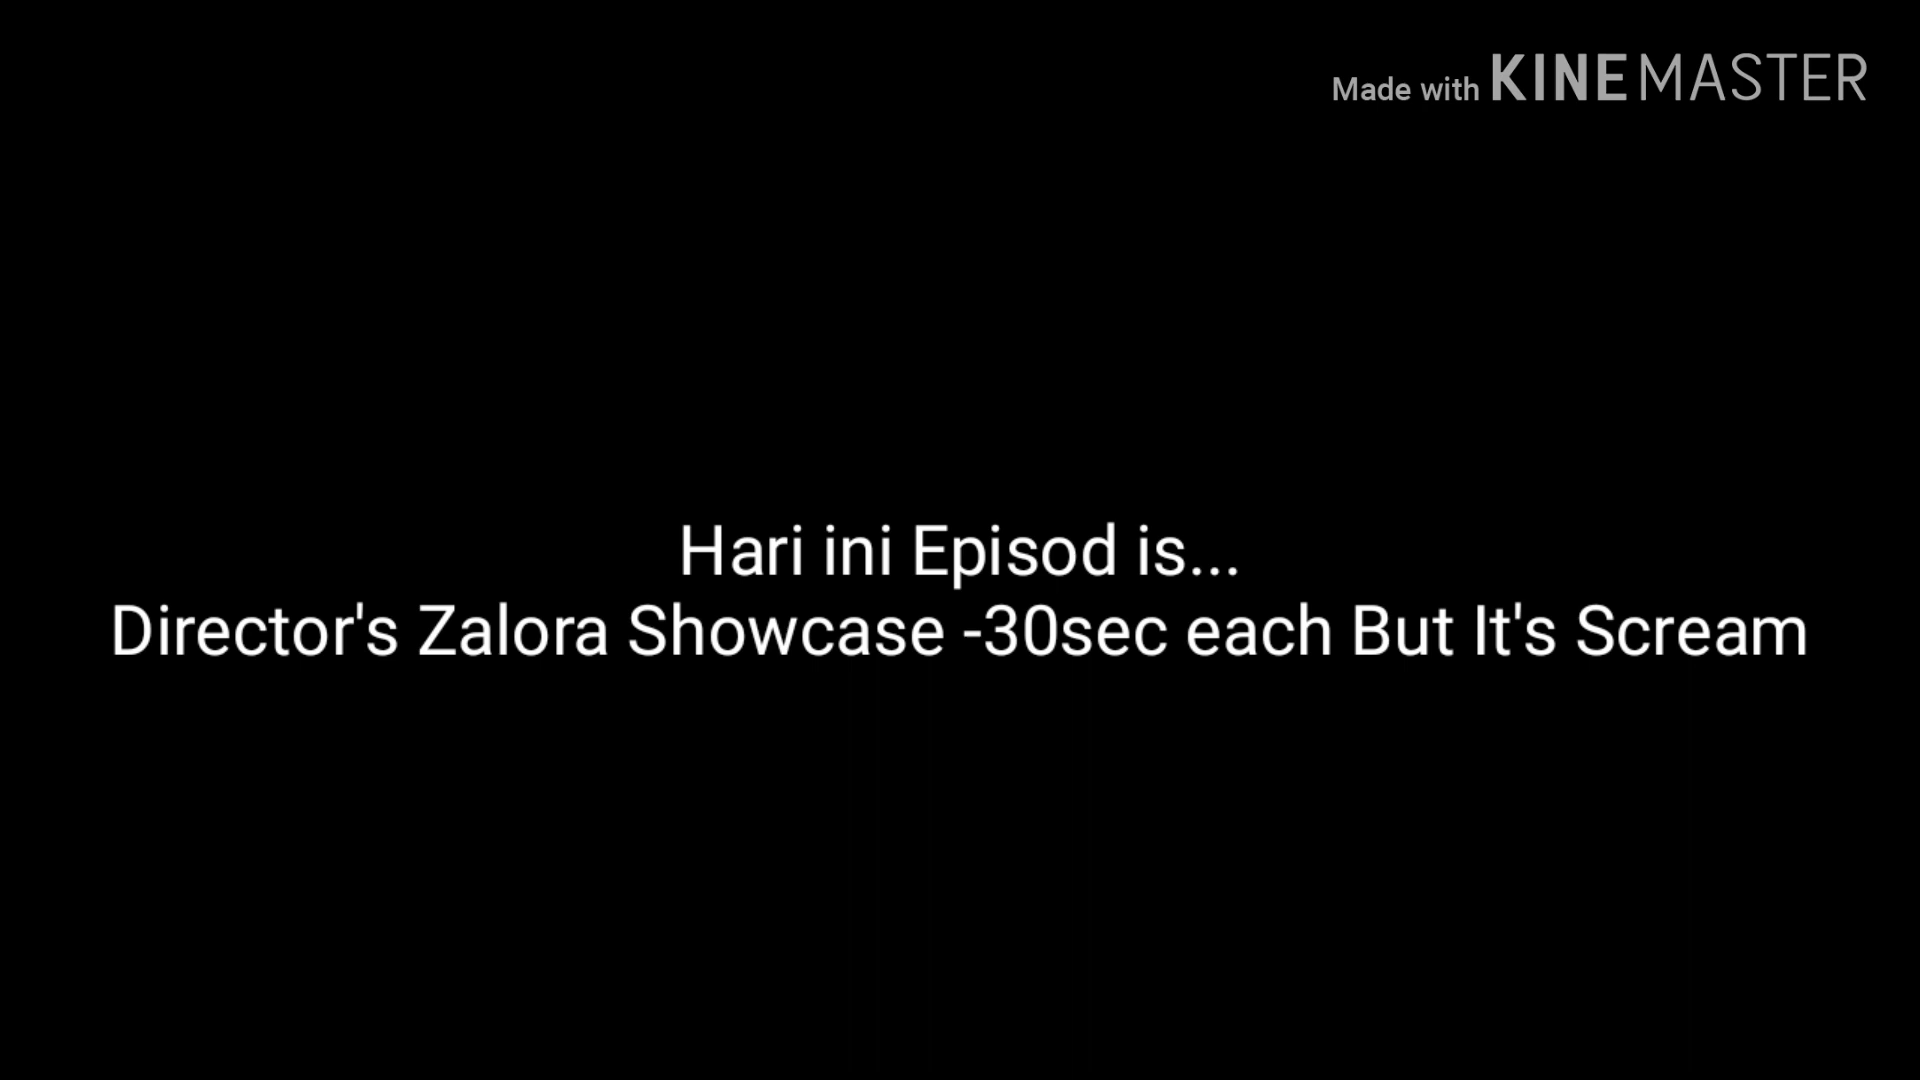 Made with KINEMASTER
Hari ini Episod is...
Director's Zalora Showcase -30sec each But It's Scream